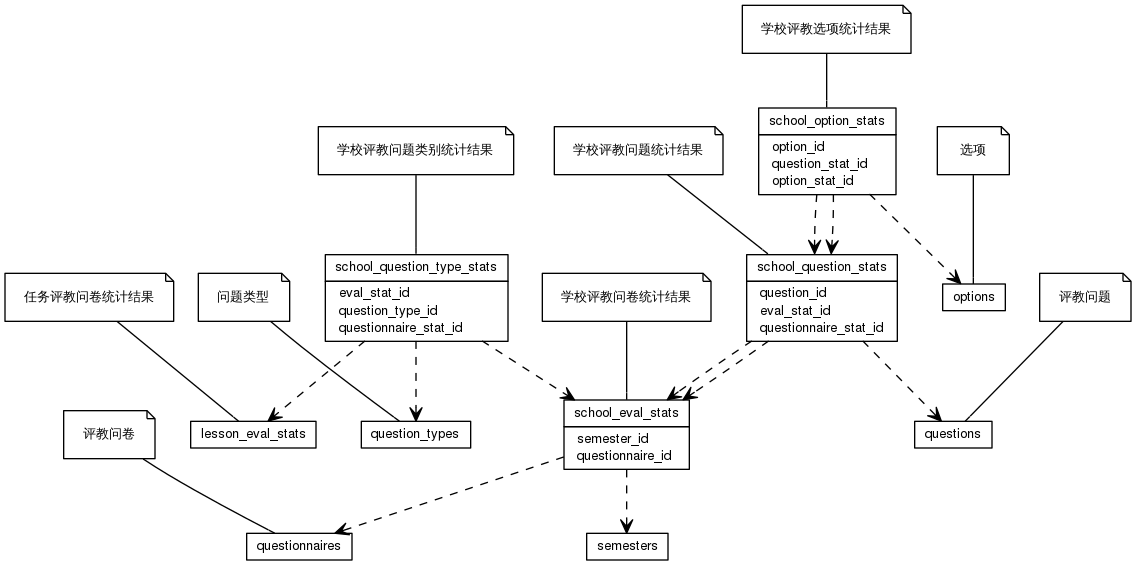 学校评教选项统计结果
school_option_stats
option_id
question_stat_id
option_stat_id
学校评教问题类别统计结果
学校评教问题统计结果
选项
school_question_type_stats
eval_stat_id
question_type_id
questionnaire_stat_id
school_question_stats
question_id
eval_stat_id
questionnaire_stat_id
任务评教问卷统计结果
问题类型
学校评教问卷统计结果
options
评教问题
school_eval_stats
semester_id
questionnaire_id
评教问卷
lesson_eval_stats
question_types
questions
questionnaires
semesters